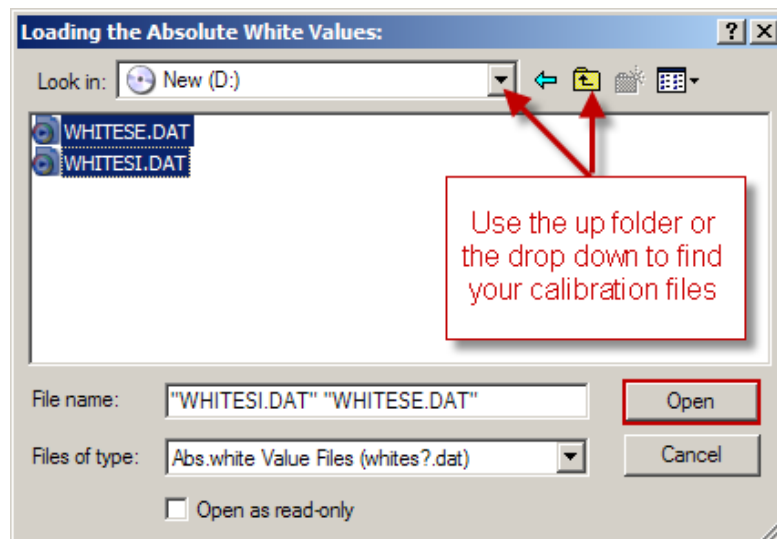 Loading the Absolute White Values:
Look in: New (D:)
WHITESE.DAT
WHITESI.DAT
Use the up folder or
the drop down to find
your calibration files
File name: "WHITESI.DAT" "WHITESE.DAT" Open
Files of type: Abs.white Value Files (whites?.dat) Cancel
Open as read-only